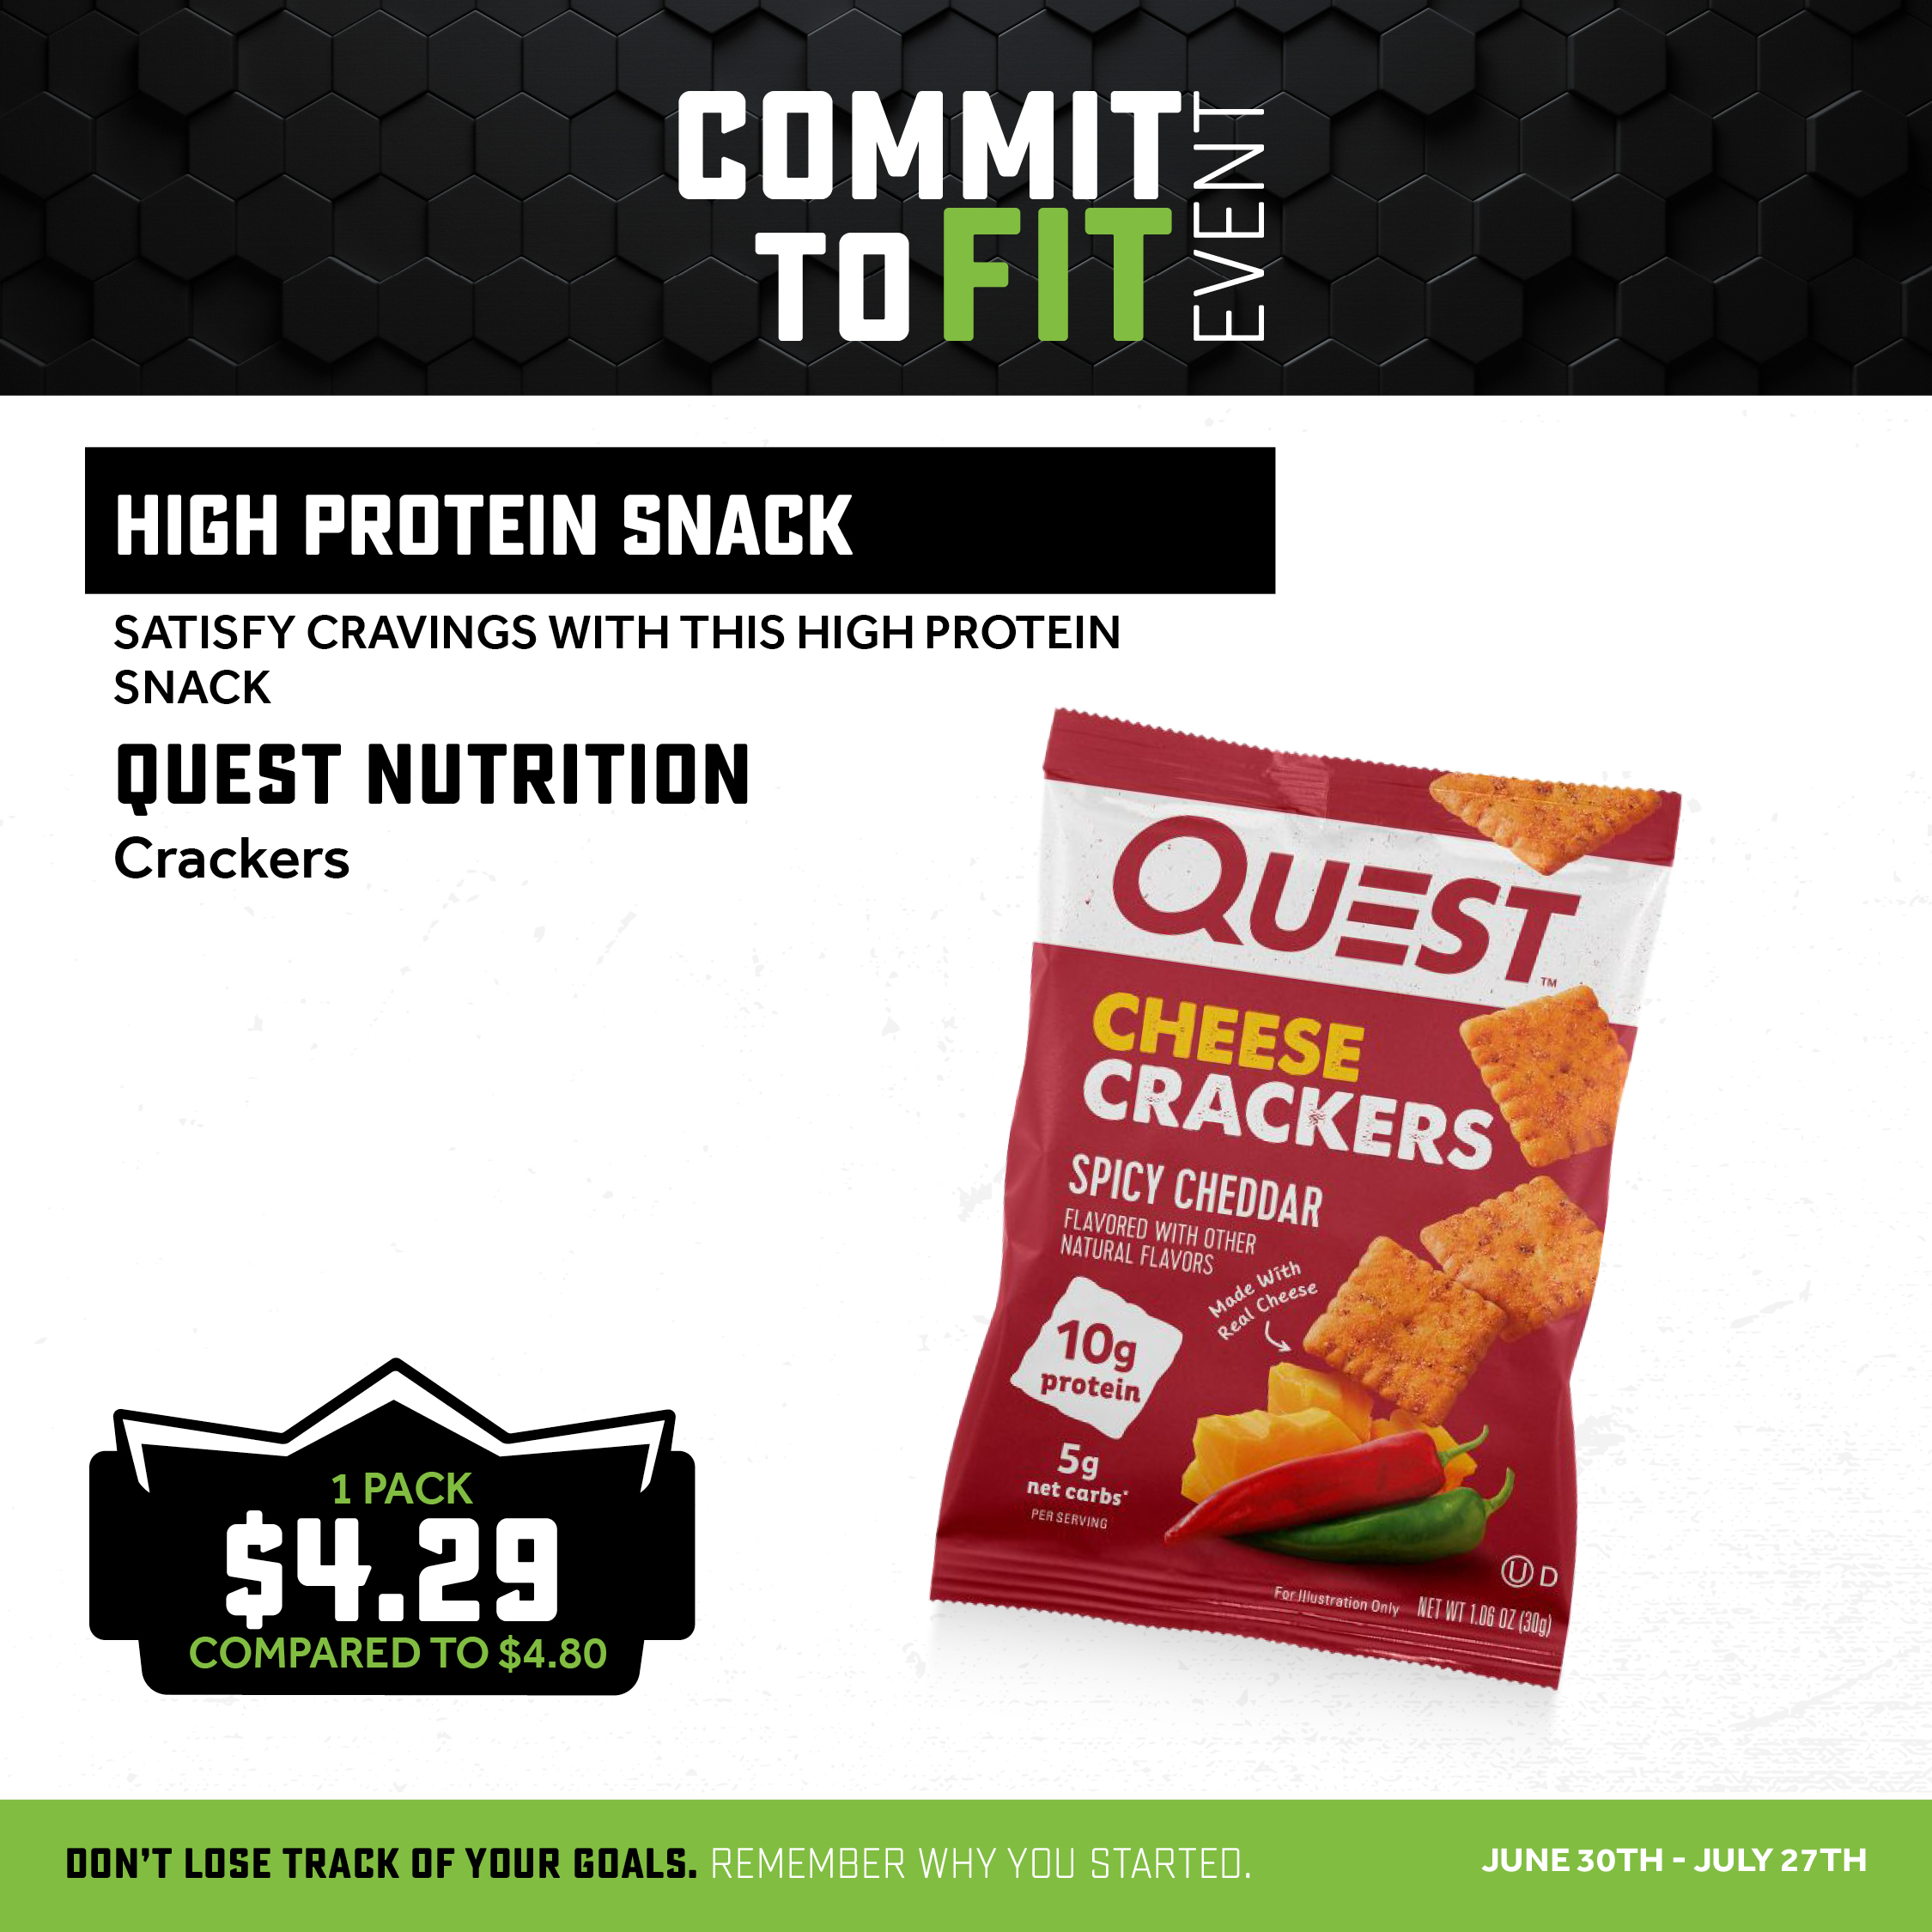 COMMIT
TO FIT
EVENT
HIGH PROTEIN SNACK
SATISFY CRAVINGS WITH THIS HIGH PROTEIN
SNACK
QUEST NUTRITION
Crackers
QUEST™
CHEESE
CRACKERS
SPICY CHEDDAR
FLAVORED WITH OTHER
NATURAL FLAVORS
Made With
Real Cheese
10g
protein
5g
net carbs*
PER SERVING
U D
For Illustration Only
NET WT 1.06 OZ (30g)
1 PACK
$4.29
COMPARED TO $4.80
DON'T LOSE TRACK OF YOUR GOALS. REMEMBER WHY YOU STARTED.
JUNE 30TH - JULY 27TH